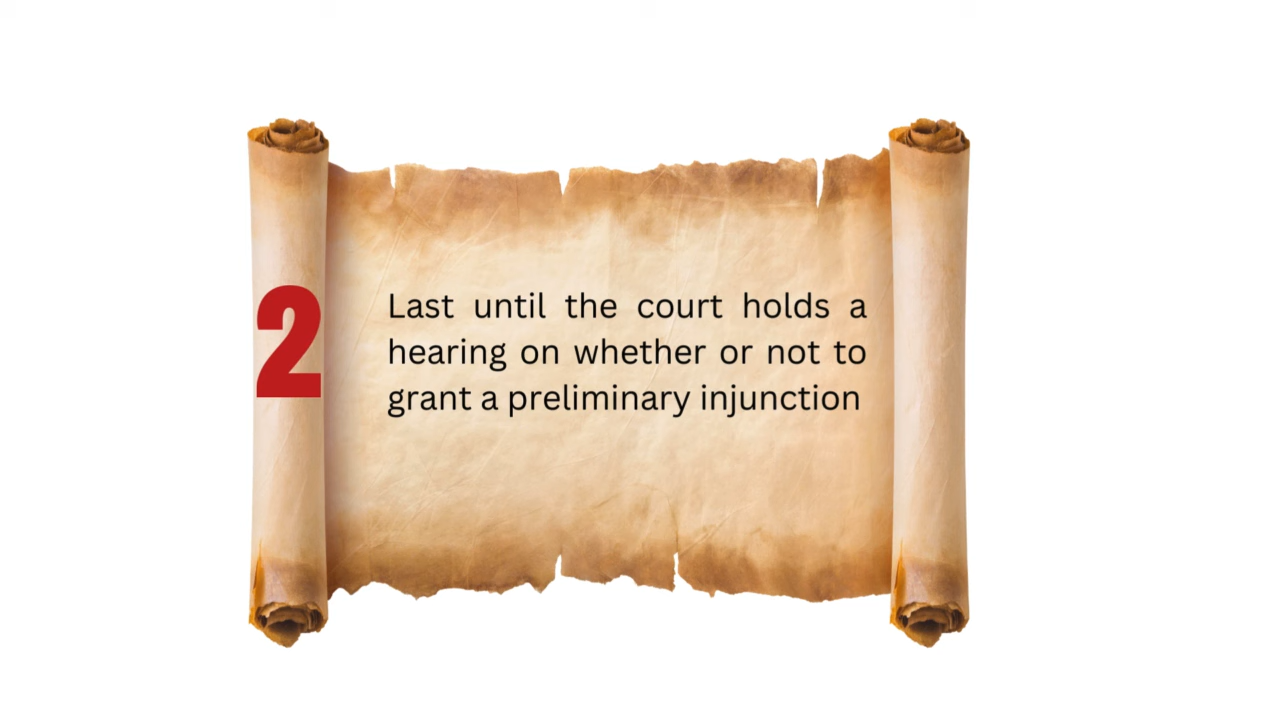 2
Last until the court holds a
hearing on whether or not to
grant a preliminary injunction